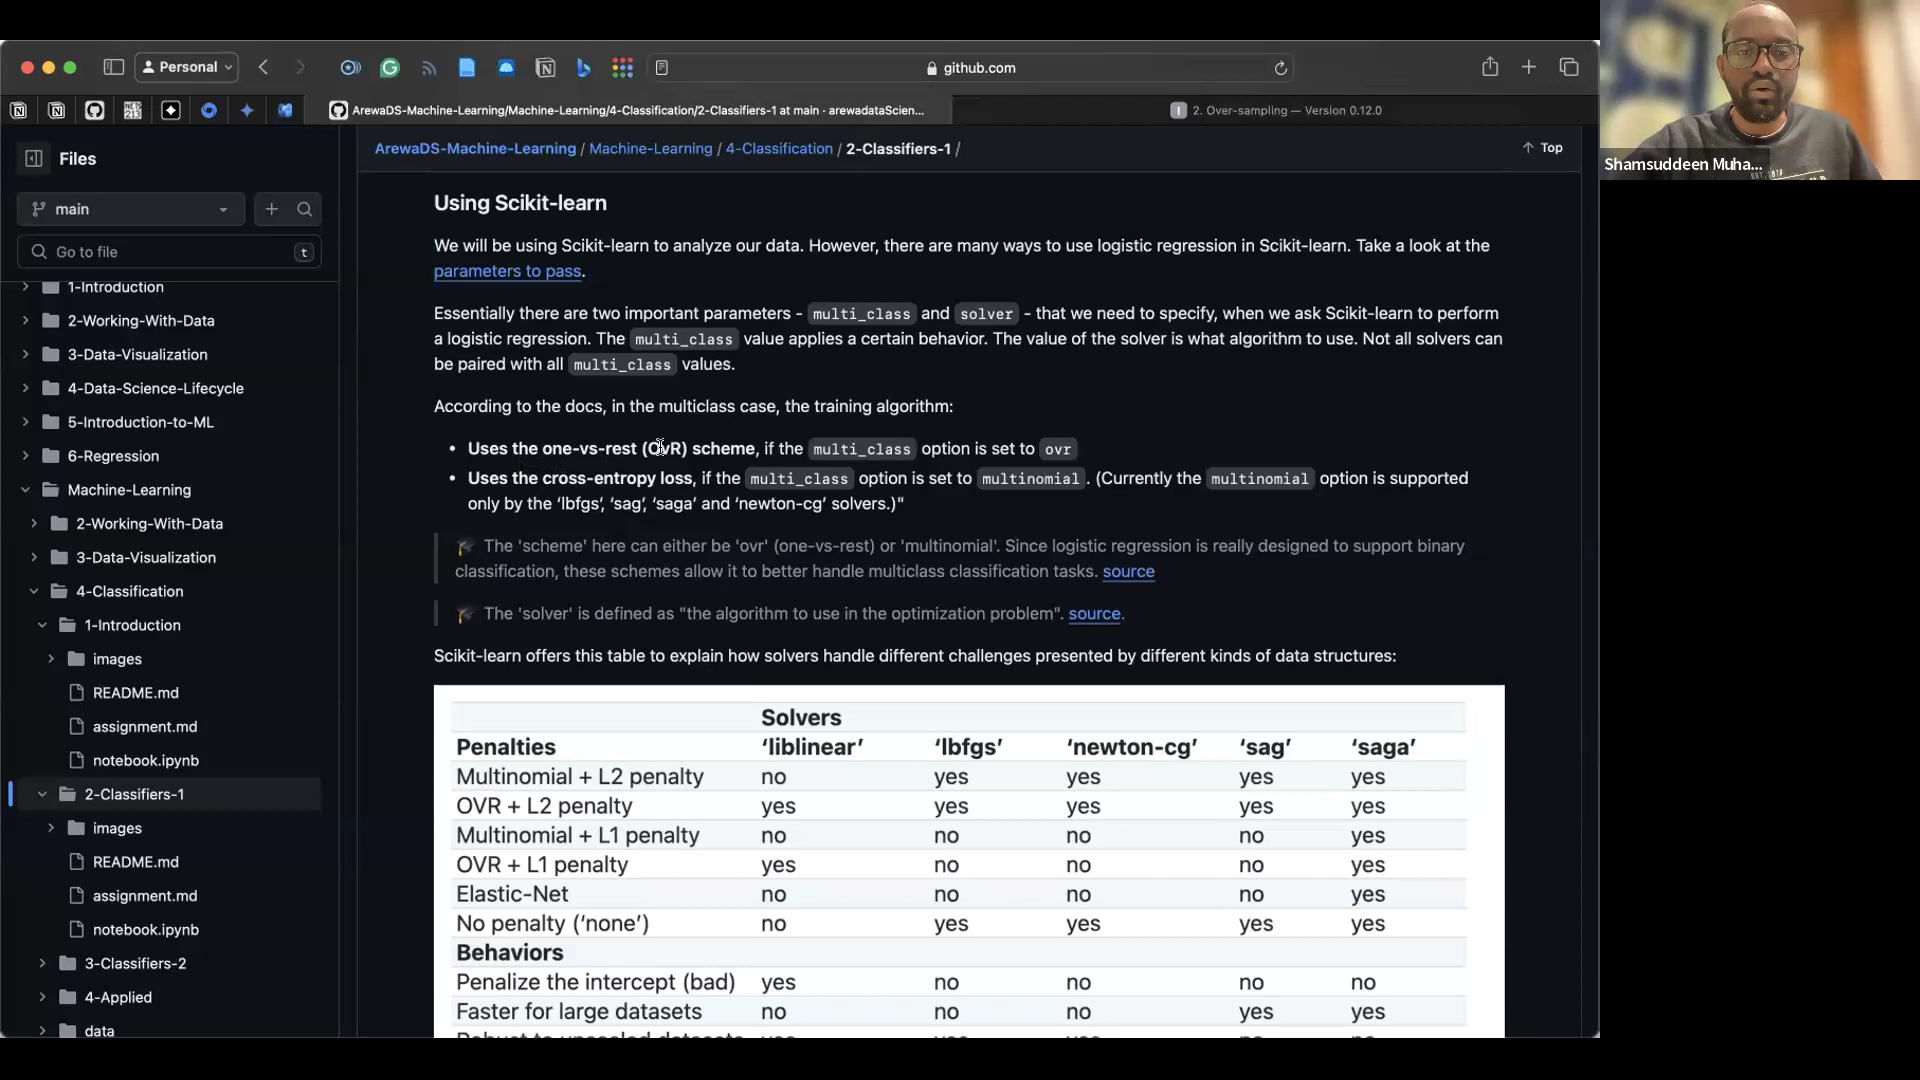 Personal
github.com
ArewaDS-Machine-Learning/Machine-Learning/4-Classification/2-Classifiers-1 at main · arewadataScien...
2. Over-sampling — Version 0.12.0
Shamsuddeen Muha...
Files
main
Go to file
t
1-Introduction
2-Working-With-Data
3-Data-Visualization
4-Data-Science-Lifecycle
5-Introduction-to-ML
6-Regression
Machine-Learning
2-Working-With-Data
3-Data-Visualization
4-Classification
1-Introduction
images
README.md
assignment.md
notebook.ipynb
2-Classifiers-1
images
README.md
assignment.md
notebook.ipynb
3-Classifiers-2
4-Applied
data
ArewaDS-Machine-Learning / Machine-Learning / 4-Classification / 2-Classifiers-1 /
Top
Using Scikit-learn
We will be using Scikit-learn to analyze our data. However, there are many ways to use logistic regression in Scikit-learn. Take a look at the
parameters to pass.
Essentially there are two important parameters - multi_class and solver - that we need to specify, when we ask Scikit-learn to perform
a logistic regression. The multi_class value applies a certain behavior. The value of the solver is what algorithm to use. Not all solvers can
be paired with all multi_class values.
According to the docs, in the multiclass case, the training algorithm:
• Uses the one-vs-rest (OvR) scheme, if the multi_class option is set to ovr
• Uses the cross-entropy loss, if the multi_class option is set to multinomial. (Currently the multinomial option is supported
only by the ‘lbfgs’, ‘sag’, ‘saga’ and ‘newton-cg’ solvers.)"
🎓 The 'scheme' here can either be 'ovr' (one-vs-rest) or 'multinomial'. Since logistic regression is really designed to support binary
classification, these schemes allow it to better handle multiclass classification tasks. source
🎓 The 'solver' is defined as "the algorithm to use in the optimization problem". source.
Scikit-learn offers this table to explain how solvers handle different challenges presented by different kinds of data structures:
Solvers
Penalties ‘liblinear’ ‘lbfgs’ ‘newton-cg’ ‘sag’ ‘saga’
Multinomial + L2 penalty no yes yes yes yes
OVR + L2 penalty yes yes yes yes yes
Multinomial + L1 penalty no no no no yes
OVR + L1 penalty yes no no no yes
Elastic-Net no no no no yes
No penalty (‘none’) no yes yes yes yes
Behaviors
Penalize the intercept (bad) yes no no no no
Faster for large datasets no no no yes yes